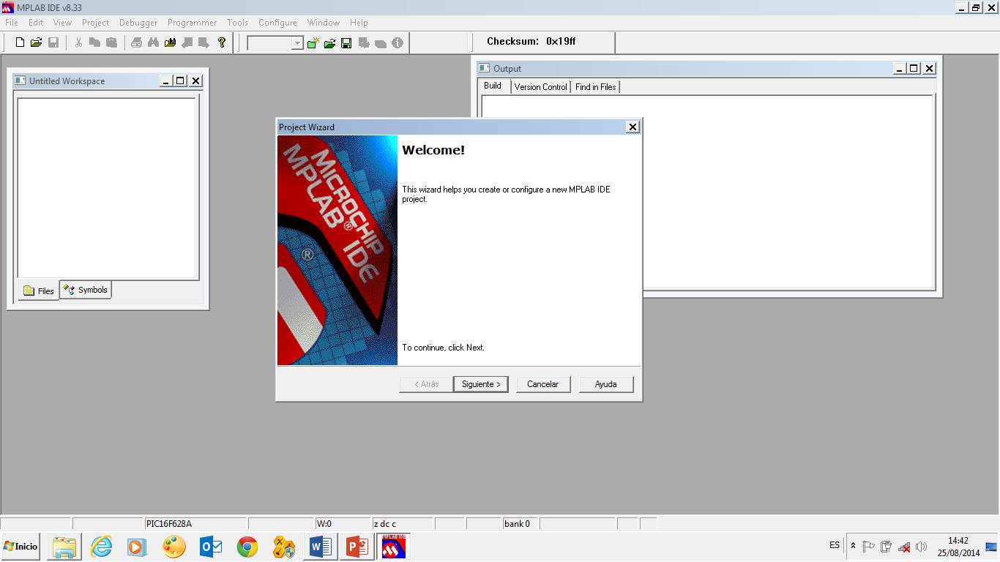 MPLAB IDE v8.33
File Edit View Project Debugger Programmer Tools Configure Window Help
Checksum: 0x19ff
Untitled Workspace
Files
Symbols
Output
Build
Version Control
Find in Files
Project Wizard
MICROCHIP
MPLAB® IDE
®
Welcome!
This wizard helps you create or configure a new MPLAB IDE
project.
To continue, click Next.
< Atrás
Siguiente >
Cancelar
Ayuda
PIC16F628A
W:0
z dc c
bank 0
Inicio
MPLAB IDE
ES
14:42
25/08/2014